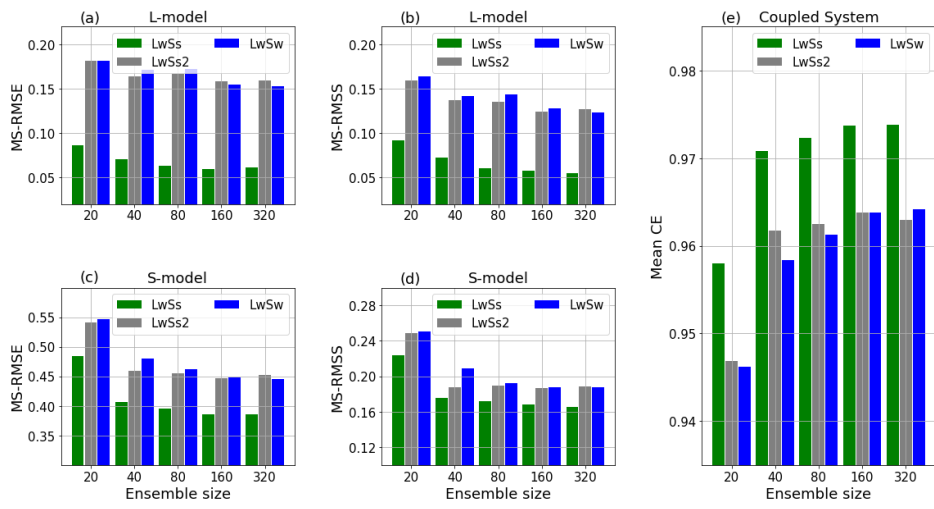 (a) L-model
MS-RMSE
0.20
0.15
0.10
0.05
LwSs
LwSs2
LwSw
20 40 80 160 320
(b) L-model
MS-RMSS
0.20
0.15
0.10
0.05
LwSs
LwSs2
LwSw
20 40 80 160 320
(c) S-model
MS-RMSE
0.55
0.50
0.45
0.40
0.35
LwSs
LwSs2
LwSw
20 40 80 160 320
Ensemble size
(d) S-model
MS-RMSS
0.28
0.24
0.20
0.16
0.12
LwSs
LwSs2
LwSw
20 40 80 160 320
Ensemble size
(e) Coupled System
Mean CE
0.98
0.97
0.96
0.95
0.94
LwSs
LwSs2
LwSw
20 40 80 160 320
Ensemble size